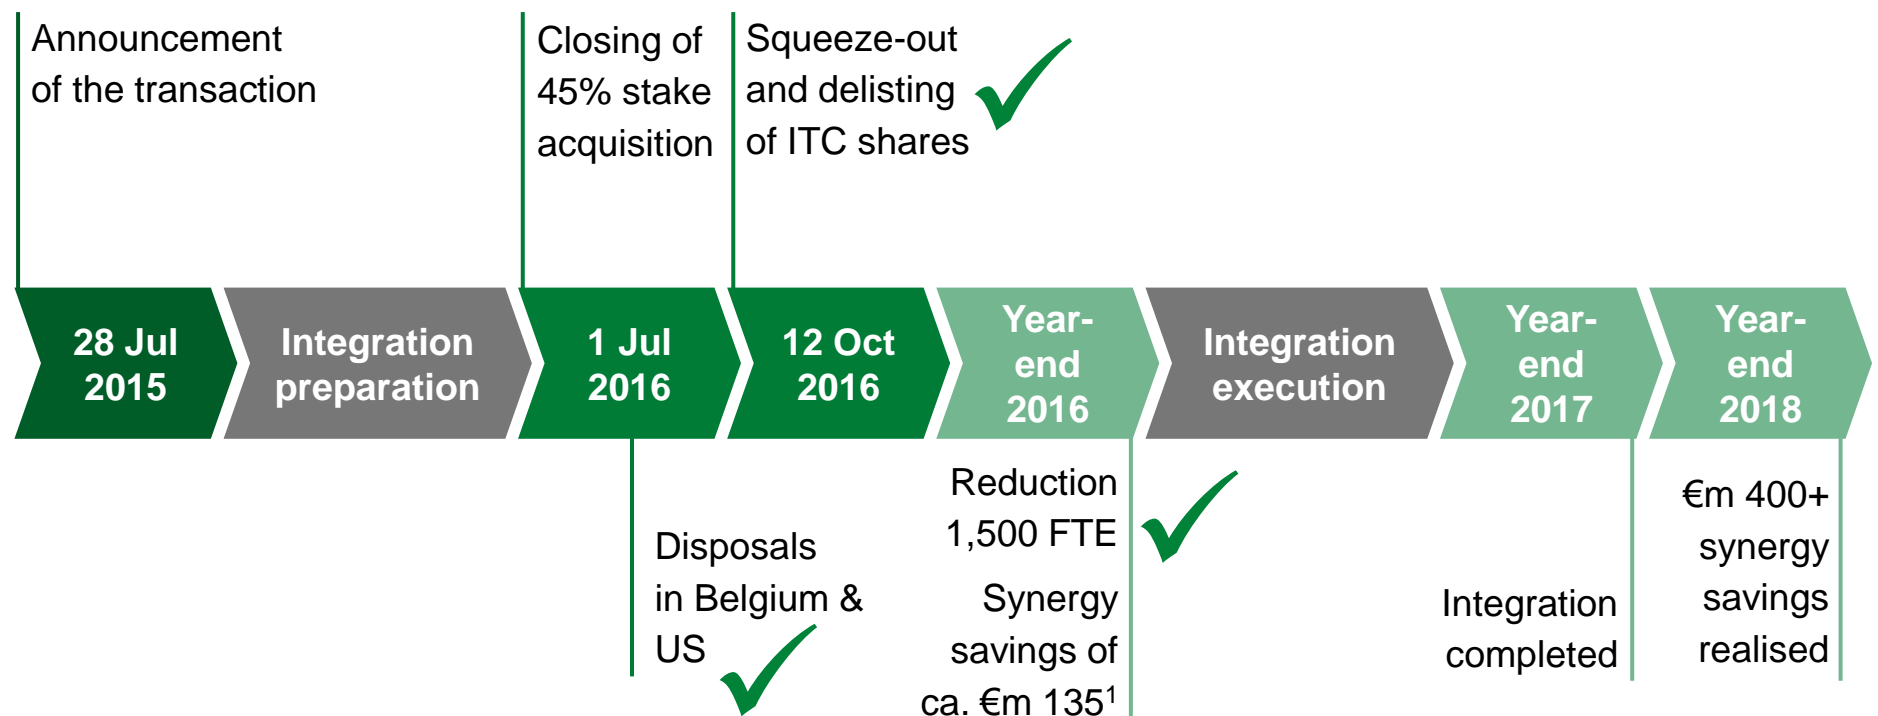 Announcement
of the transaction
Closing of
45% stake
acquisition
Squeeze-out
and delisting
of ITC shares
28 Jul
2015
Integration
preparation
1 Jul
2016
12 Oct
2016
Year-
end
2016
Integration
execution
Year-
end
2017
Year-
end
2018
Disposals
in Belgium &
US
Reduction
1,500 FTE
Synergy
savings of
ca. €m 135¹
Integration
completed
€m 400+
synergy
savings
realised